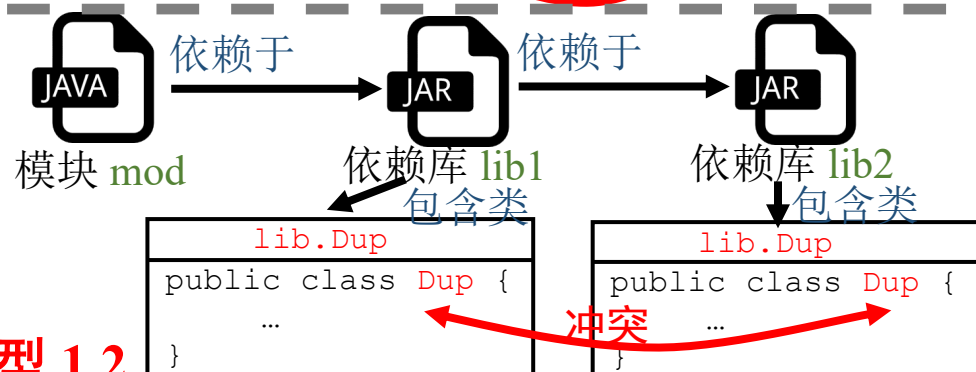 依赖于
依赖于
JAVA
JAR
JAR
模块 mod
依赖库 lib1
依赖库 lib2
包含类
包含类
lib.Dup
public class Dup {
…
}
lib.Dup
public class Dup {
…
}
冲突
型 1.2